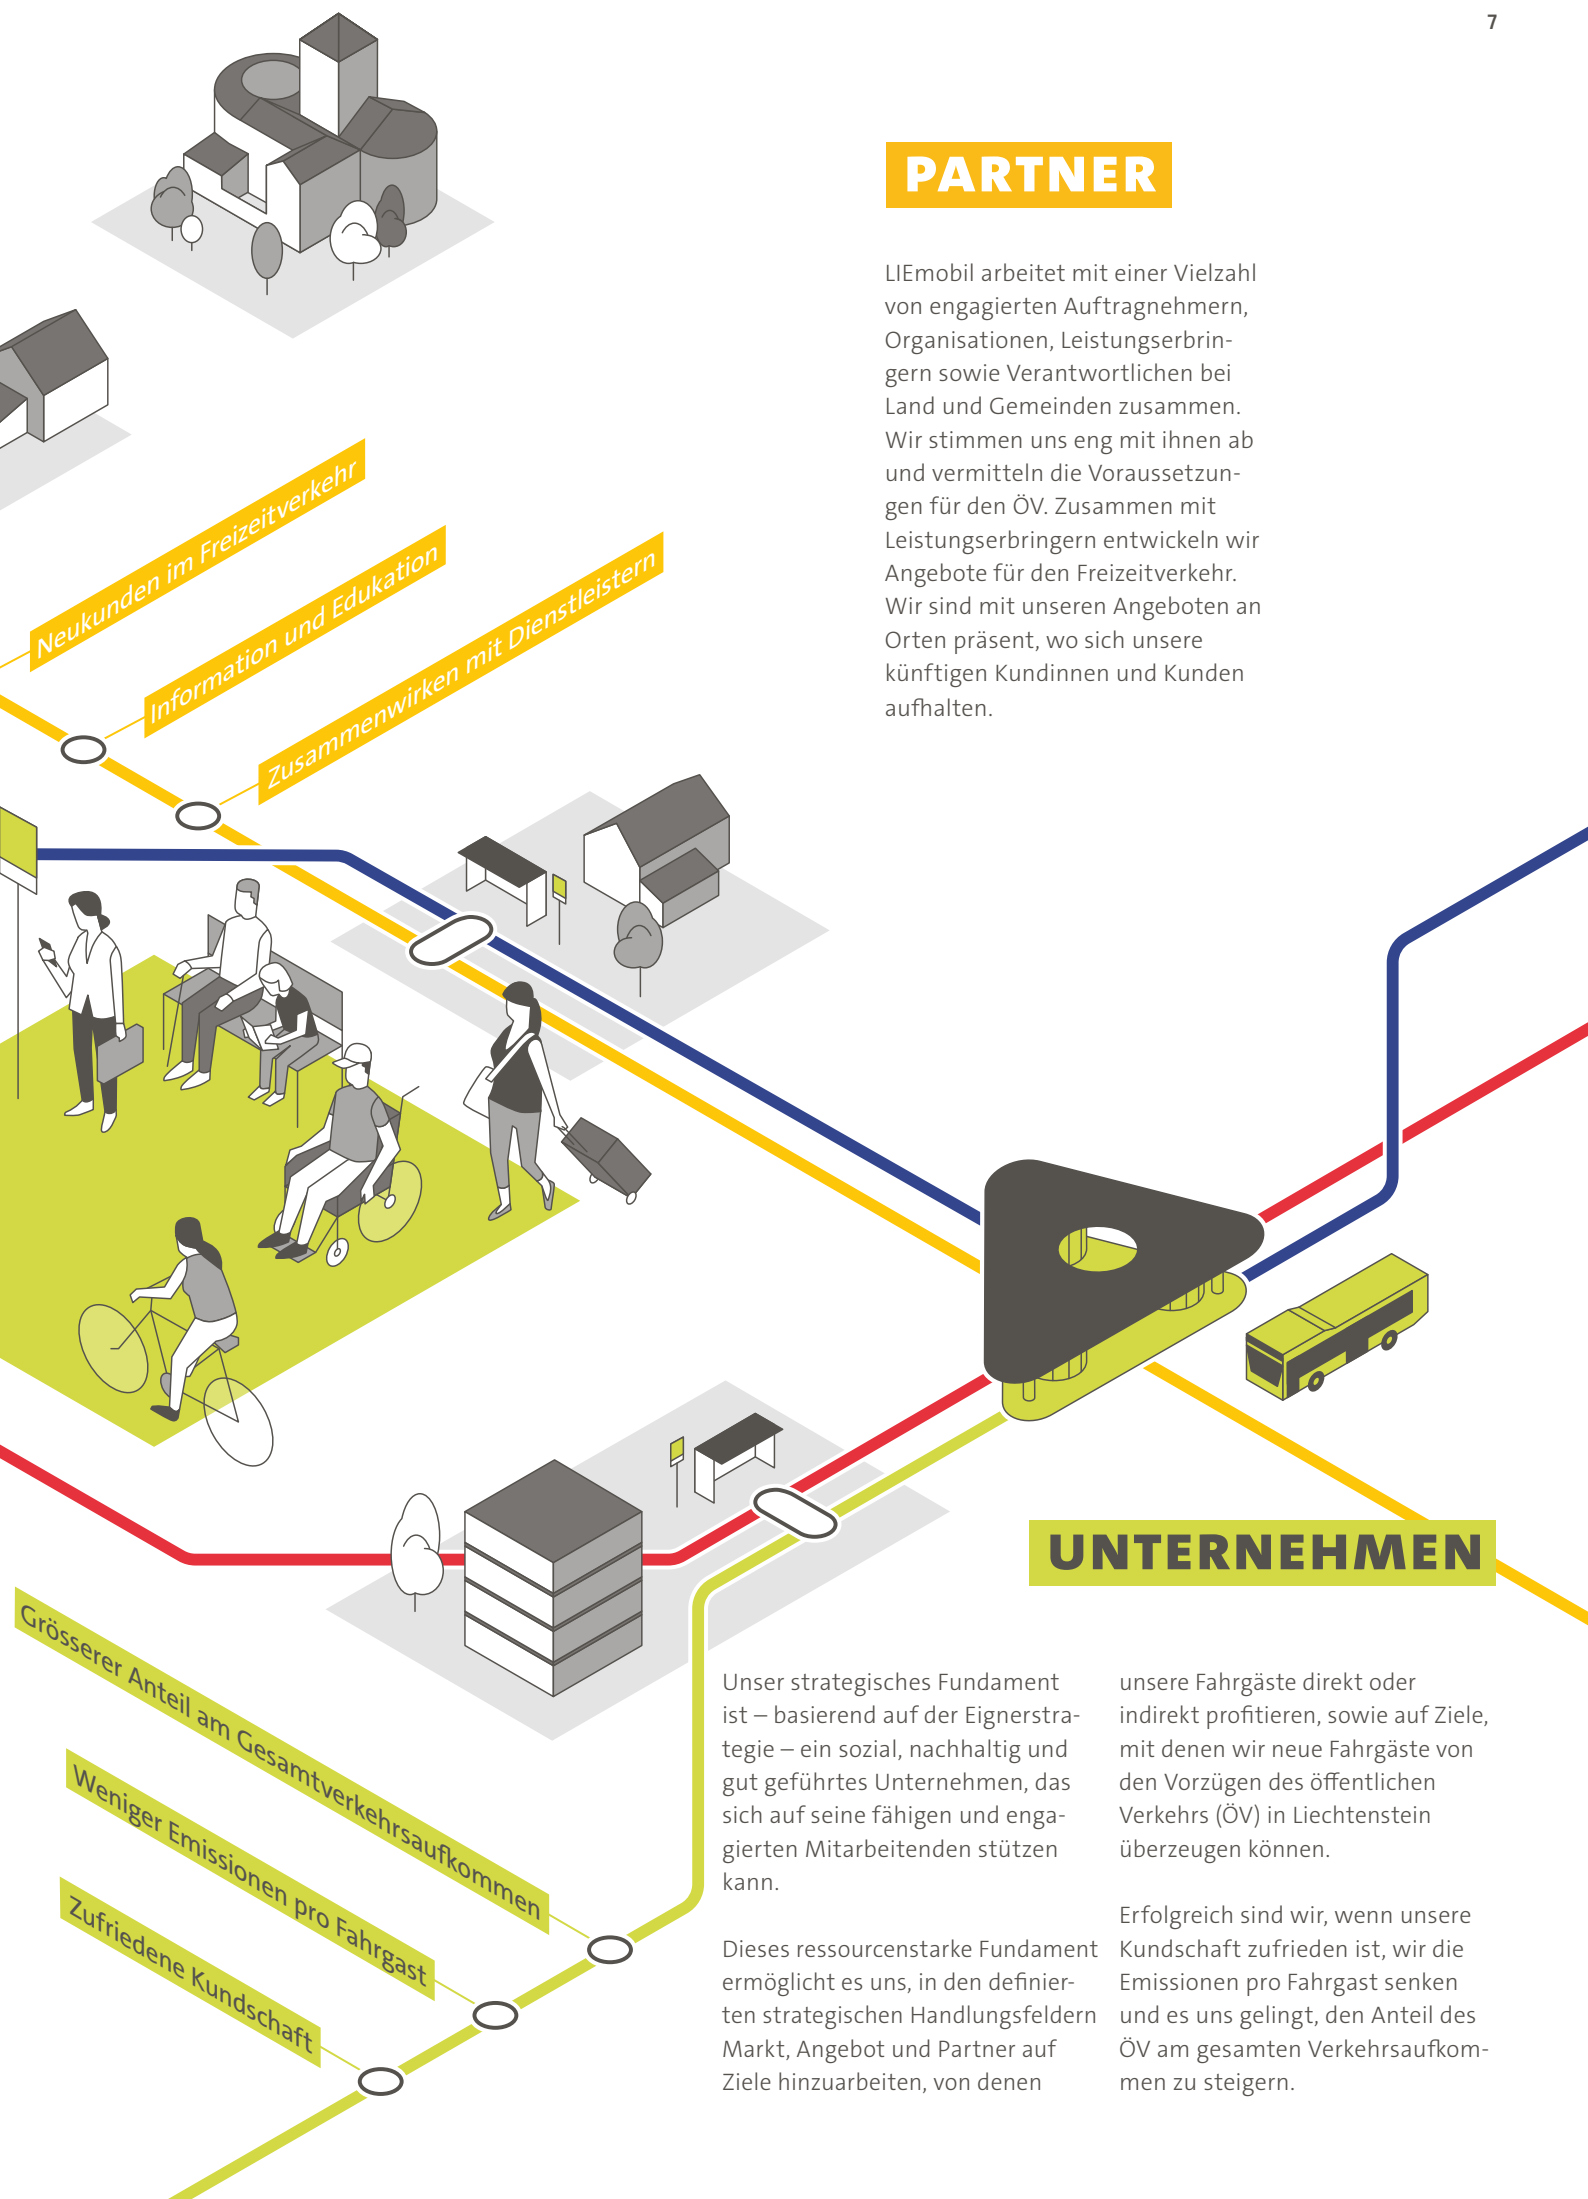 7
PARTNER
LIEmobil arbeitet mit einer Vielzahl
von engagierten Auftragnehmern,
Organisationen, Leistungserbrin-
gern sowie Verantwortlichen bei
Land und Gemeinden zusammen.
Wir stimmen uns eng mit ihnen ab
und vermitteln die Voraussetzun-
gen für den ÖV. Zusammen mit
Leistungserbringern entwickeln wir
Angebote für den Freizeitverkehr.
Wir sind mit unseren Angeboten an
Orten präsent, wo sich unsere
künftigen Kundinnen und Kunden
aufhalten.
Neukunden im Freizeitverkehr
Information und Edukation
Zusammenwirken mit Dienstleistern
UNTERNEHMEN
Grösserer Anteil am Gesamtverkehrsaufkommen
Weniger Emissionen pro Fahrgast
Zufriedene Kundschaft
Unser strategisches Fundament
ist – basierend auf der Eignerstra-
tegie – ein sozial, nachhaltig und
gut geführtes Unternehmen, das
sich auf seine fähigen und enga-
gierten Mitarbeitenden stützen
kann.
Dieses ressourcenstarke Fundament
ermöglicht es uns, in den definier-
ten strategischen Handlungsfeldern
Markt, Angebot und Partner auf
Ziele hinzuarbeiten, von denen
unsere Fahrgäste direkt oder
indirekt profitieren, sowie auf Ziele,
mit denen wir neue Fahrgäste von
den Vorzügen des öffentlichen
Verkehrs (ÖV) in Liechtenstein
überzeugen können.
Erfolgreich sind wir, wenn unsere
Kundschaft zufrieden ist, wir die
Emissionen pro Fahrgast senken
und es uns gelingt, den Anteil des
ÖV am gesamten Verkehrsaufkom-
men zu steigern.